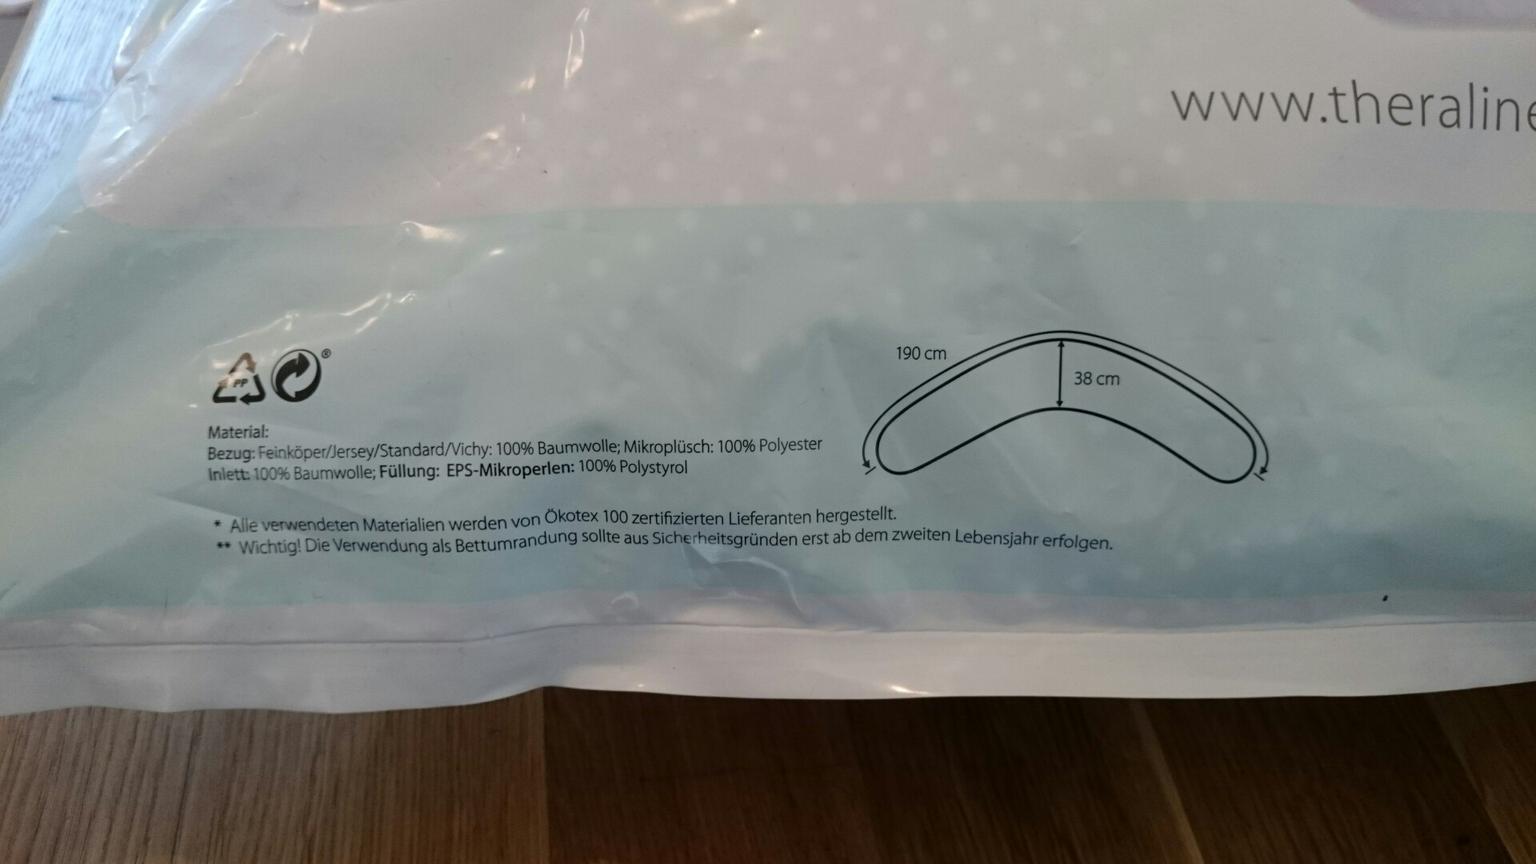 www.theraline
190 cm
38 cm
PP
®
Material:
Bezug: Feinköper/Jersey/Standard/Vichy: 100% Baumwolle; Mikroplüsch: 100% Polyester
Inlett: 100% Baumwolle; Füllung: EPS-Mikroperlen: 100% Polystyrol
* Alle verwendeten Materialien werden von Ökotex 100 zertifizierten Lieferanten hergestellt.
** Wichtig! Die Verwendung als Bettumrandung sollte aus Sicherheitsgründen erst ab dem zweiten Lebensjahr erfolgen.